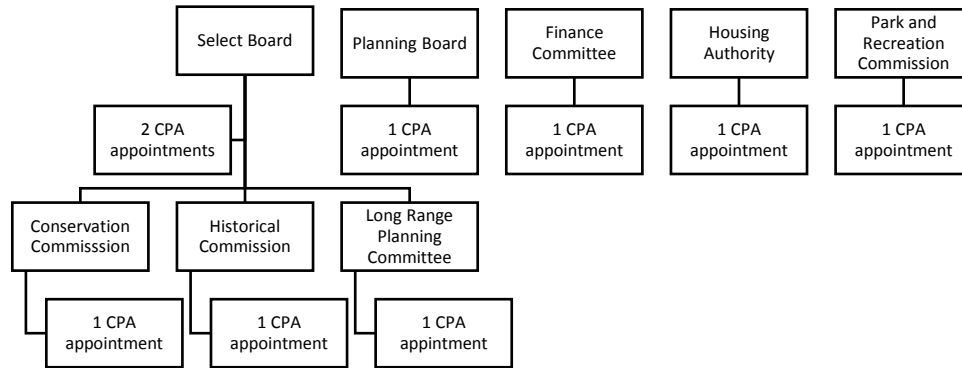 Select Board
Planning Board
Finance
Committee
Housing
Authority
Park and
Recreation
Commission
2 CPA
appointments
1 CPA
appointment
1 CPA
appointment
1 CPA
appointment
1 CPA
appointment
Conservation
Commisssion
Historical
Commission
Long Range
Planning
Committee
1 CPA
appointment
1 CPA
appointment
1 CPA
appointment